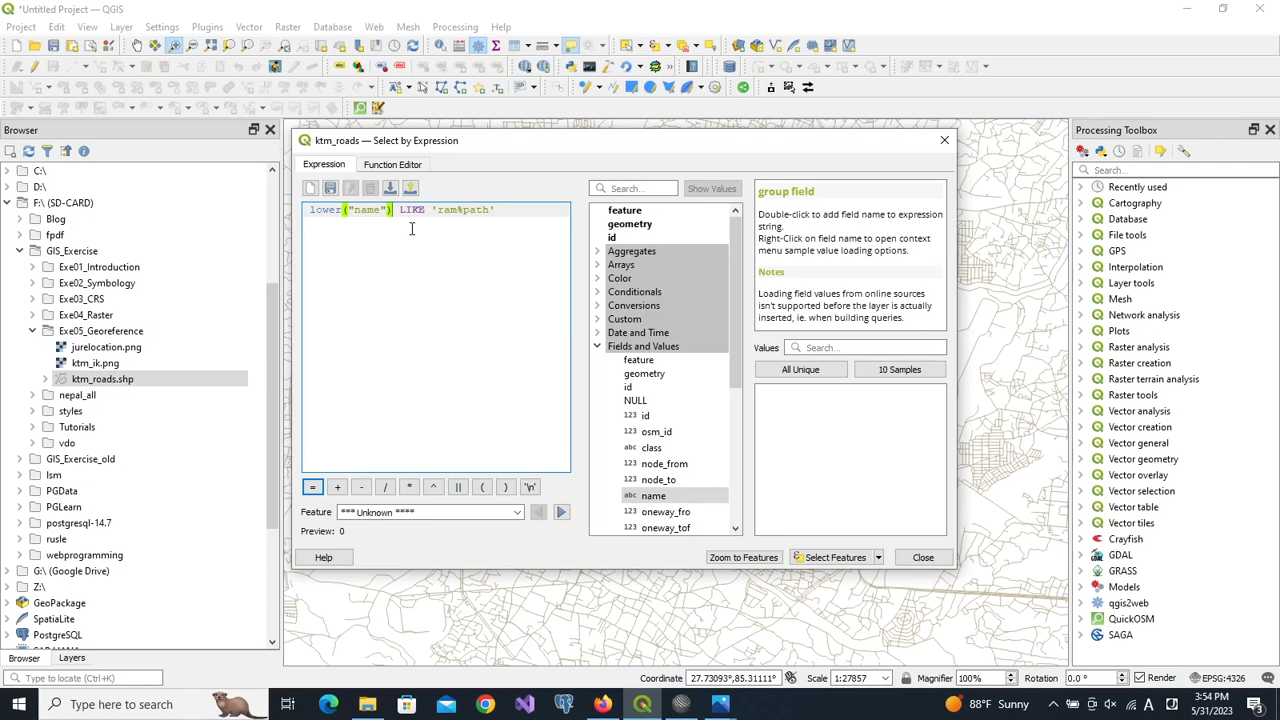 *Untitled Project — QGIS
Project Edit View Layer Settings Plugins Vector Raster Database Web Mesh Processing Help
Browser
C:\
D:\
F:\ (SD-CARD)
Blog
fpdf
GIS_Exercise
Exe01_Introduction
Exe02_Symbology
Exe03_CRS
Exe04_Raster
Exe05_Georeference
jurelocation.png
ktm_ik.png
ktm_roads.shp
nepal_all
styles
Tutorials
vdo
GIS_Exercise_old
lsm
PGData
PGLearn
postgresql-14.7
rusle
webprogramming
G:\ (Google Drive)
Z:\
GeoPackage
SpatiaLite
PostgreSQL
Browser Layers
ktm_roads — Select by Expression
Expression Function Editor
lower("name") LIKE 'ram%path'
= + - / * ^ || ( ) '\n'
Feature *** Unknown ****
Preview: 0
Help
Search... Show Values
feature
geometry
id
Aggregates
Arrays
Color
Conditionals
Conversions
Custom
Date and Time
Fields and Values
feature
geometry
id
NULL
123 id
123 osm_id
abc class
123 node_from
123 node_to
abc name
123 oneway_fro
123 oneway_tof
group field
Double-click to add field name to expression string.
Right-Click on field name to open context menu sample value loading options.
Notes
Loading field values from online sources isn't supported before the layer is actually inserted, ie. when building queries.
Values Search...
All Unique 10 Samples
Zoom to Features Select Features Close
Processing Toolbox
Search...
Recently used
Cartography
Database
File tools
GPS
Interpolation
Layer tools
Mesh
Network analysis
Plots
Raster analysis
Raster creation
Raster terrain analysis
Raster tools
Vector analysis
Vector creation
Vector general
Vector geometry
Vector overlay
Vector selection
Vector table
Vector tiles
Crayfish
GDAL
GRASS
Models
qgis2web
QuickOSM
SAGA
Type to locate (Ctrl+K)
Coordinate 27.73093°,85.31111° Scale 1:27857 Magnifier 100% Rotation 0.0 ° Render EPSG:4326
Type here to search
88°F Sunny
A
3:54 PM
5/31/2023
3